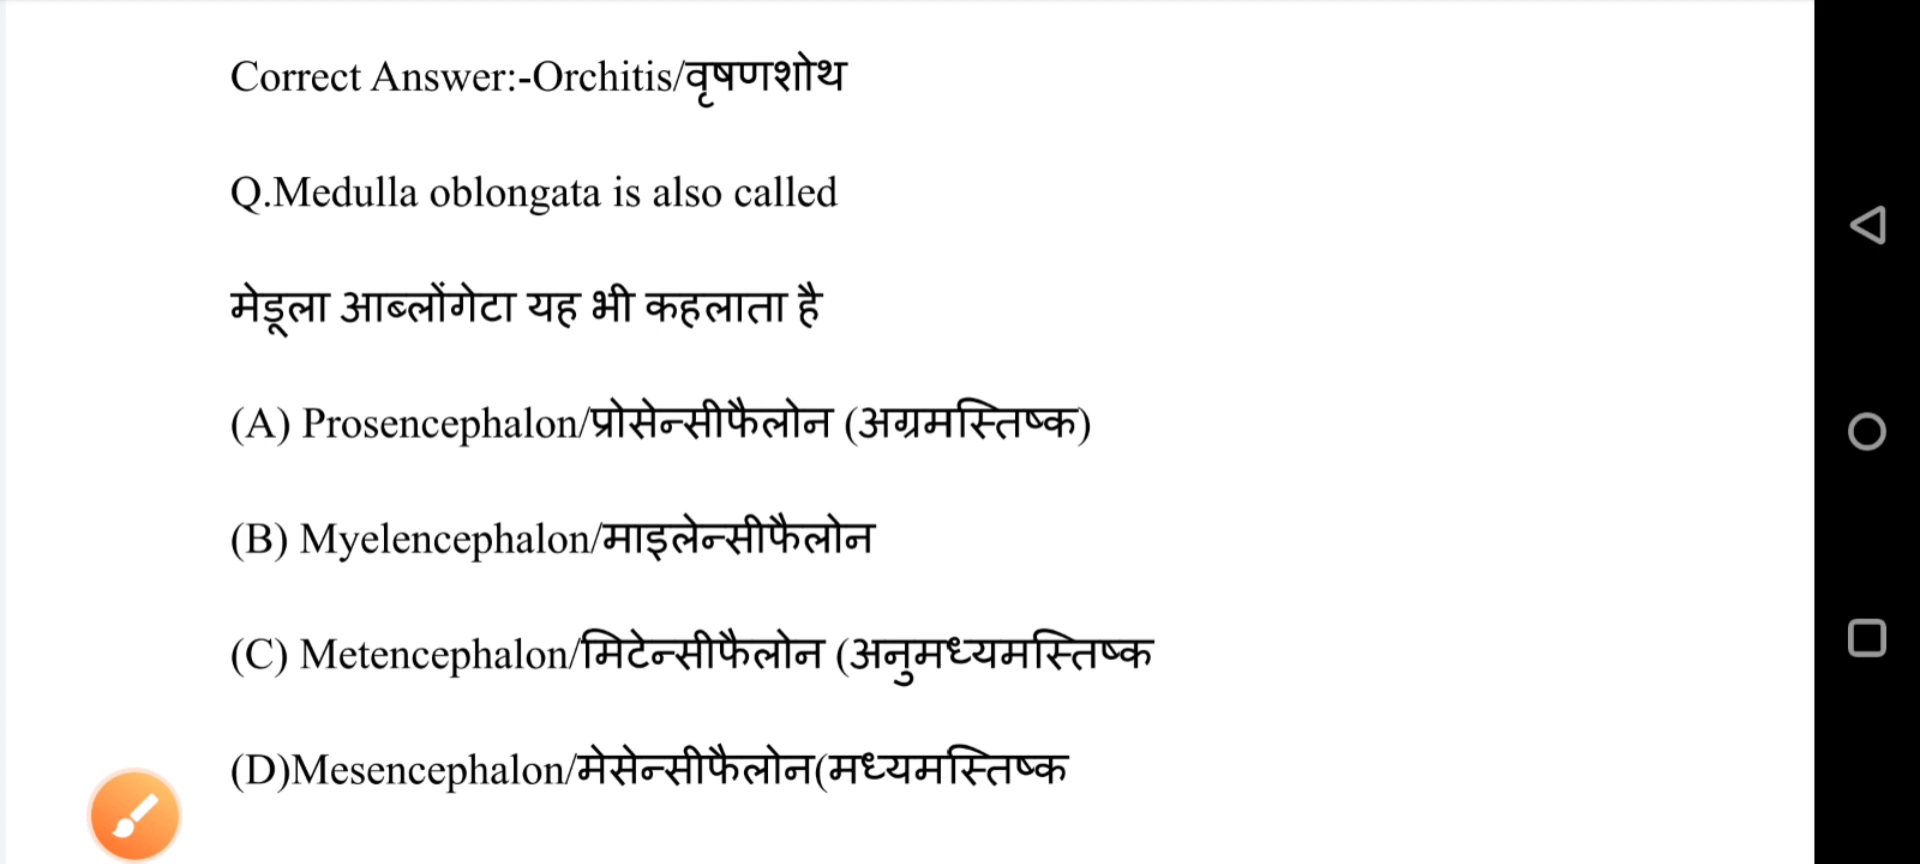 Correct Answer:-Orchitis/वृषणशोथ
Q.Medulla oblongata is also called
मेडूला आब्लोंगेटा यह भी कहलाता है
(A) Prosencephalon/प्रोसेन्सीफैलोन (अग्रमस्तिष्क)
(B) Myelencephalon/माइलेन्सीफैलोन
(C) Metencephalon/मिटेन्सीफैलोन (अनुमध्यमस्तिष्क
(D)Mesencephalon/मेसेन्सीफैलोन(मध्यमस्तिष्क